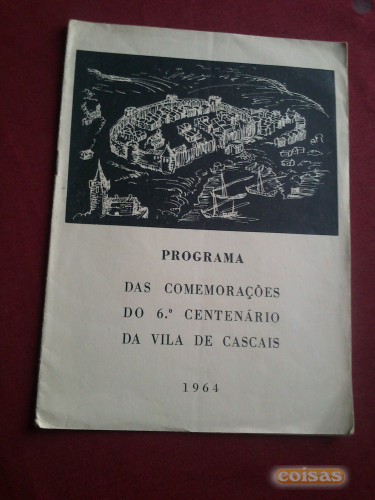 PROGRAMA
DAS COMEMORAÇÕES
DO 6.º CENTENÁRIO
DA VILA DE CASCAIS
1964
coisas